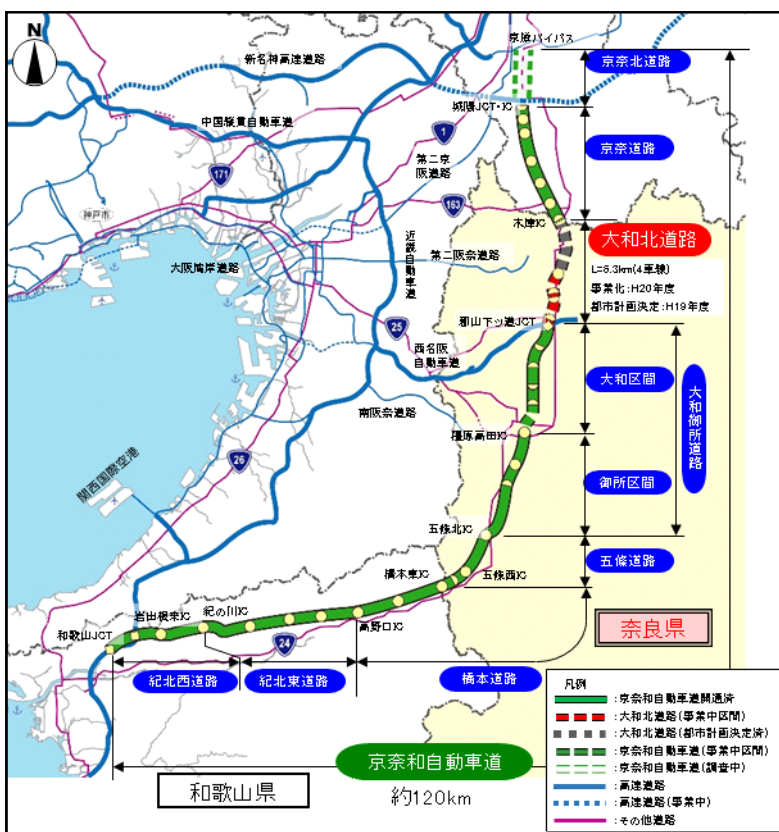 N
京奈バイパス
新名神高速道路
京奈北道路
城陽JCT・IC
中国縦貫自動車道
1
京奈道路
第二京
阪道路
171
163
神戸市
木津IC
大和北道路
近畿自動車道
第二阪奈道路
大阪湾岸道路
L=6.3km(4車線)
事業化:H20年度
都市計画決定:H19年度
郡山下ッ道JCT
25
西名阪
自動車道
大和区間
大和御所道路
南阪奈道路
橿原高田IC
26
関西国際空港
御所区間
五條北IC
五條道路
橋本東IC
五條西IC
岩出根来IC
紀の川IC
奈良県
高野口IC
和歌山JCT
24
紀北西道路
紀北東道路
橋本道路
凡例
:京奈和自動車道開通済
:大和北道路(事業中区間)
:大和北道路(都市計画決定済)
:京奈和自動車道(事業中区間)
:京奈和自動車道(調査中)
:高速道路
:高速道路(事業中)
:その他道路
京奈和自動車道
和歌山県
約120km